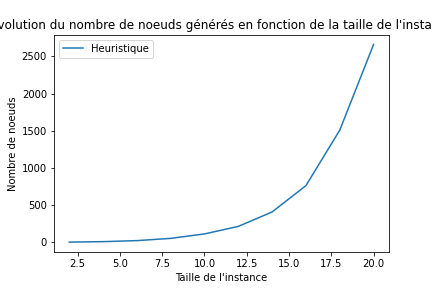 volution du nombre de noeuds générés en fonction de la taille de l'insta
Heuristique
2500
2000
1500
1000
500
0
Nombre de noeuds
2.5 5.0 7.5 10.0 12.5 15.0 17.5 20.0
Taille de l'instance